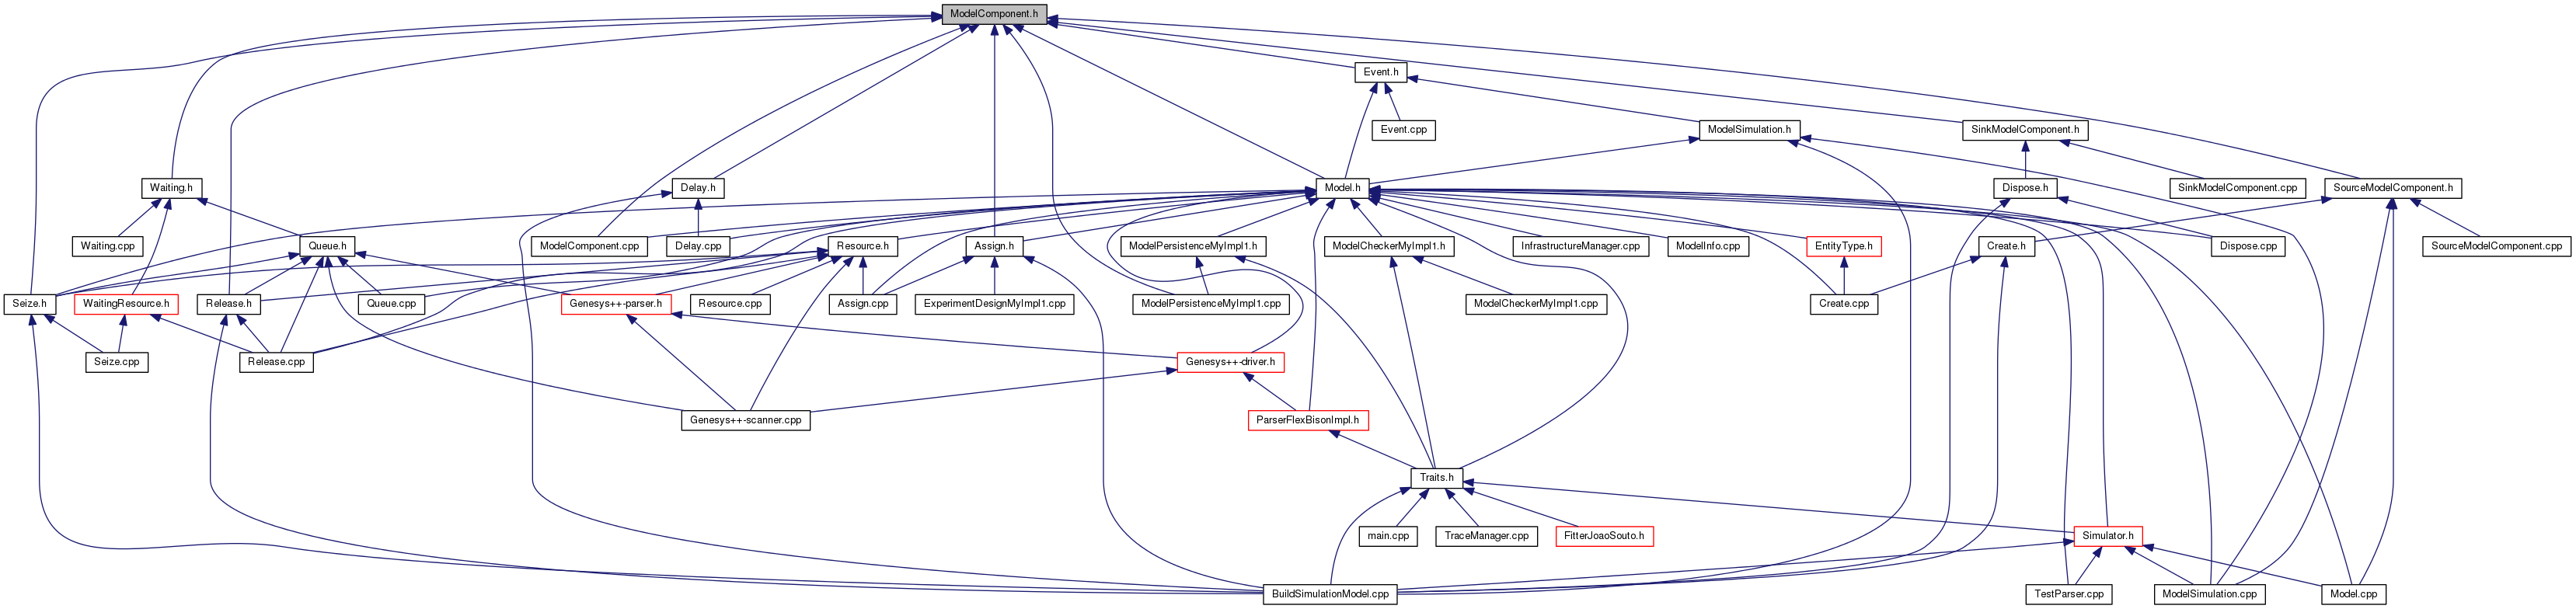 ModelComponent.h
Event.h
Event.cpp
ModelSimulation.h
SinkModelComponent.h
Waiting.h
Delay.h
Model.h
Dispose.h
SinkModelComponent.cpp
SourceModelComponent.h
Waiting.cpp
Queue.h
ModelComponent.cpp
Delay.cpp
Resource.h
Assign.h
ModelPersistenceMyImpl1.h
ModelCheckerMyImpl1.h
InfrastructureManager.cpp
ModelInfo.cpp
EntityType.h
Create.h
Dispose.cpp
SourceModelComponent.cpp
Seize.h
WaitingResource.h
Release.h
Queue.cpp
Genesys++-parser.h
Resource.cpp
Assign.cpp
ExperimentDesignMyImpl1.cpp
ModelPersistenceMyImpl1.cpp
ModelCheckerMyImpl1.cpp
Create.cpp
Seize.cpp
Release.cpp
Genesys++-driver.h
Genesys++-scanner.cpp
ParserFlexBisonImpl.h
Traits.h
main.cpp
TraceManager.cpp
FitterJoaoSouto.h
Simulator.h
BuildSimulationModel.cpp
TestParser.cpp
ModelSimulation.cpp
Model.cpp